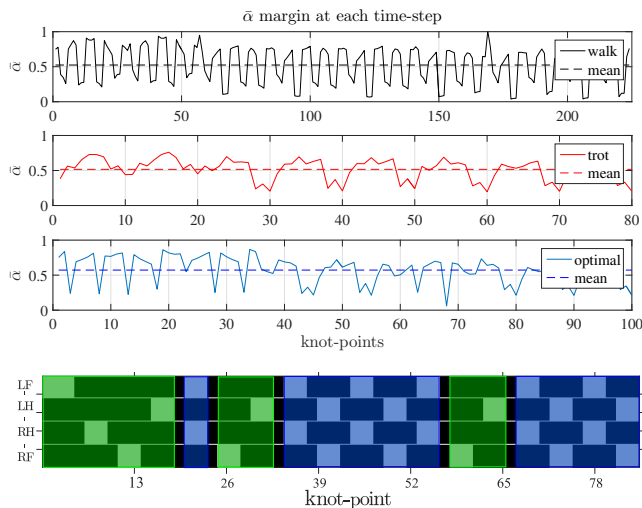 ᾱ margin at each time-step
1
0.5
0
ᾱ
walk
mean
0 50 100 150 200
1
0.5
0
ᾱ
trot
mean
0 10 20 30 40 50 60 70 80
1
0.5
0
ᾱ
optimal
mean
0 10 20 30 40 50 60 70 80 90 100
knot-points
LF
LH
RH
RF
13 26 39 52 65 78
knot-point